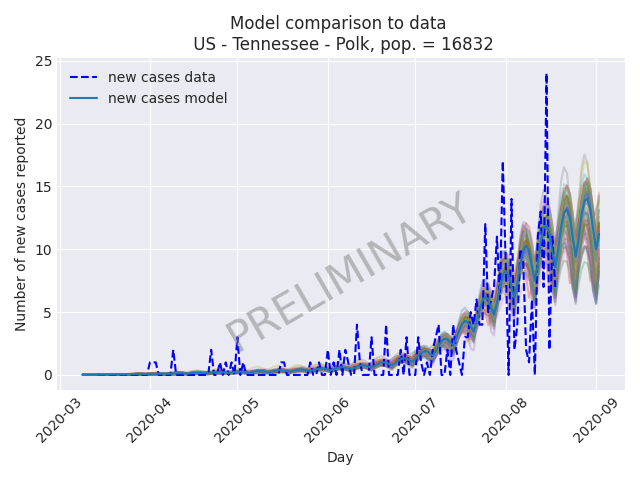 Model comparison to data
US - Tennessee - Polk, pop. = 16832
new cases data
new cases model
PRELIMINARY
Number of new cases reported
25
20
15
10
5
0
2020-03
2020-04
2020-05
2020-06
2020-07
2020-08
2020-09
Day